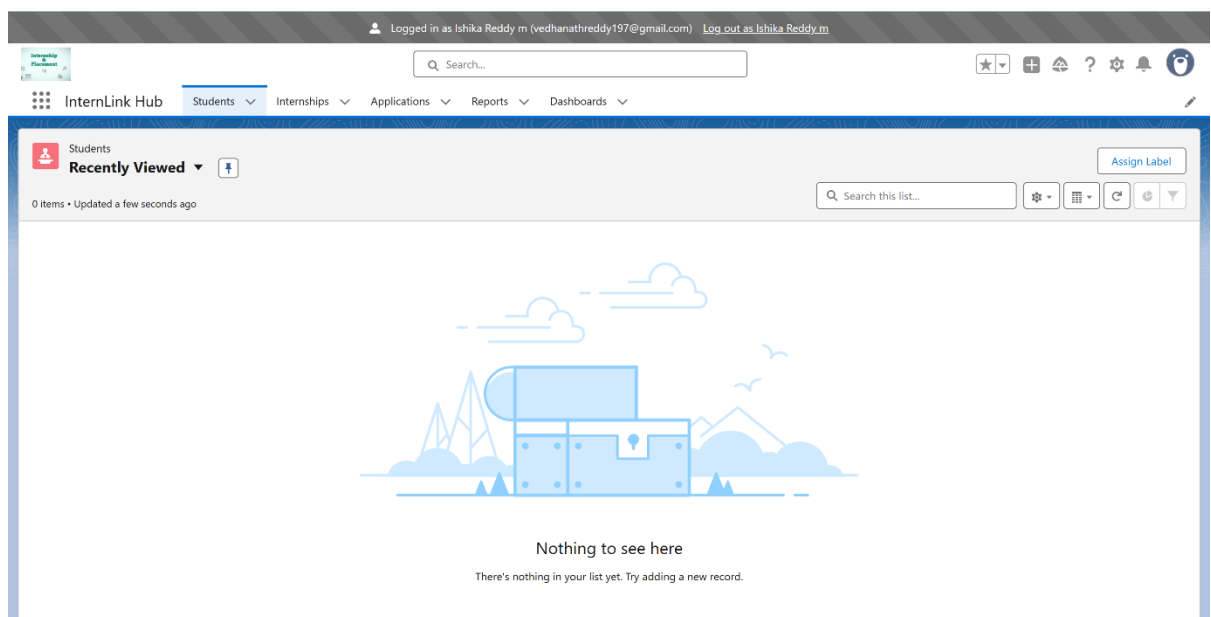 Logged in as Ishika Reddy m (vedhanathreddy197@gmail.com) Log out as Ishika Reddy m
Internship
&
Placement
Search...
InternLink Hub Students Internships Applications Reports Dashboards
Students
Recently Viewed
Assign Label
0 items • Updated a few seconds ago
Search this list...
Nothing to see here
There's nothing in your list yet. Try adding a new record.